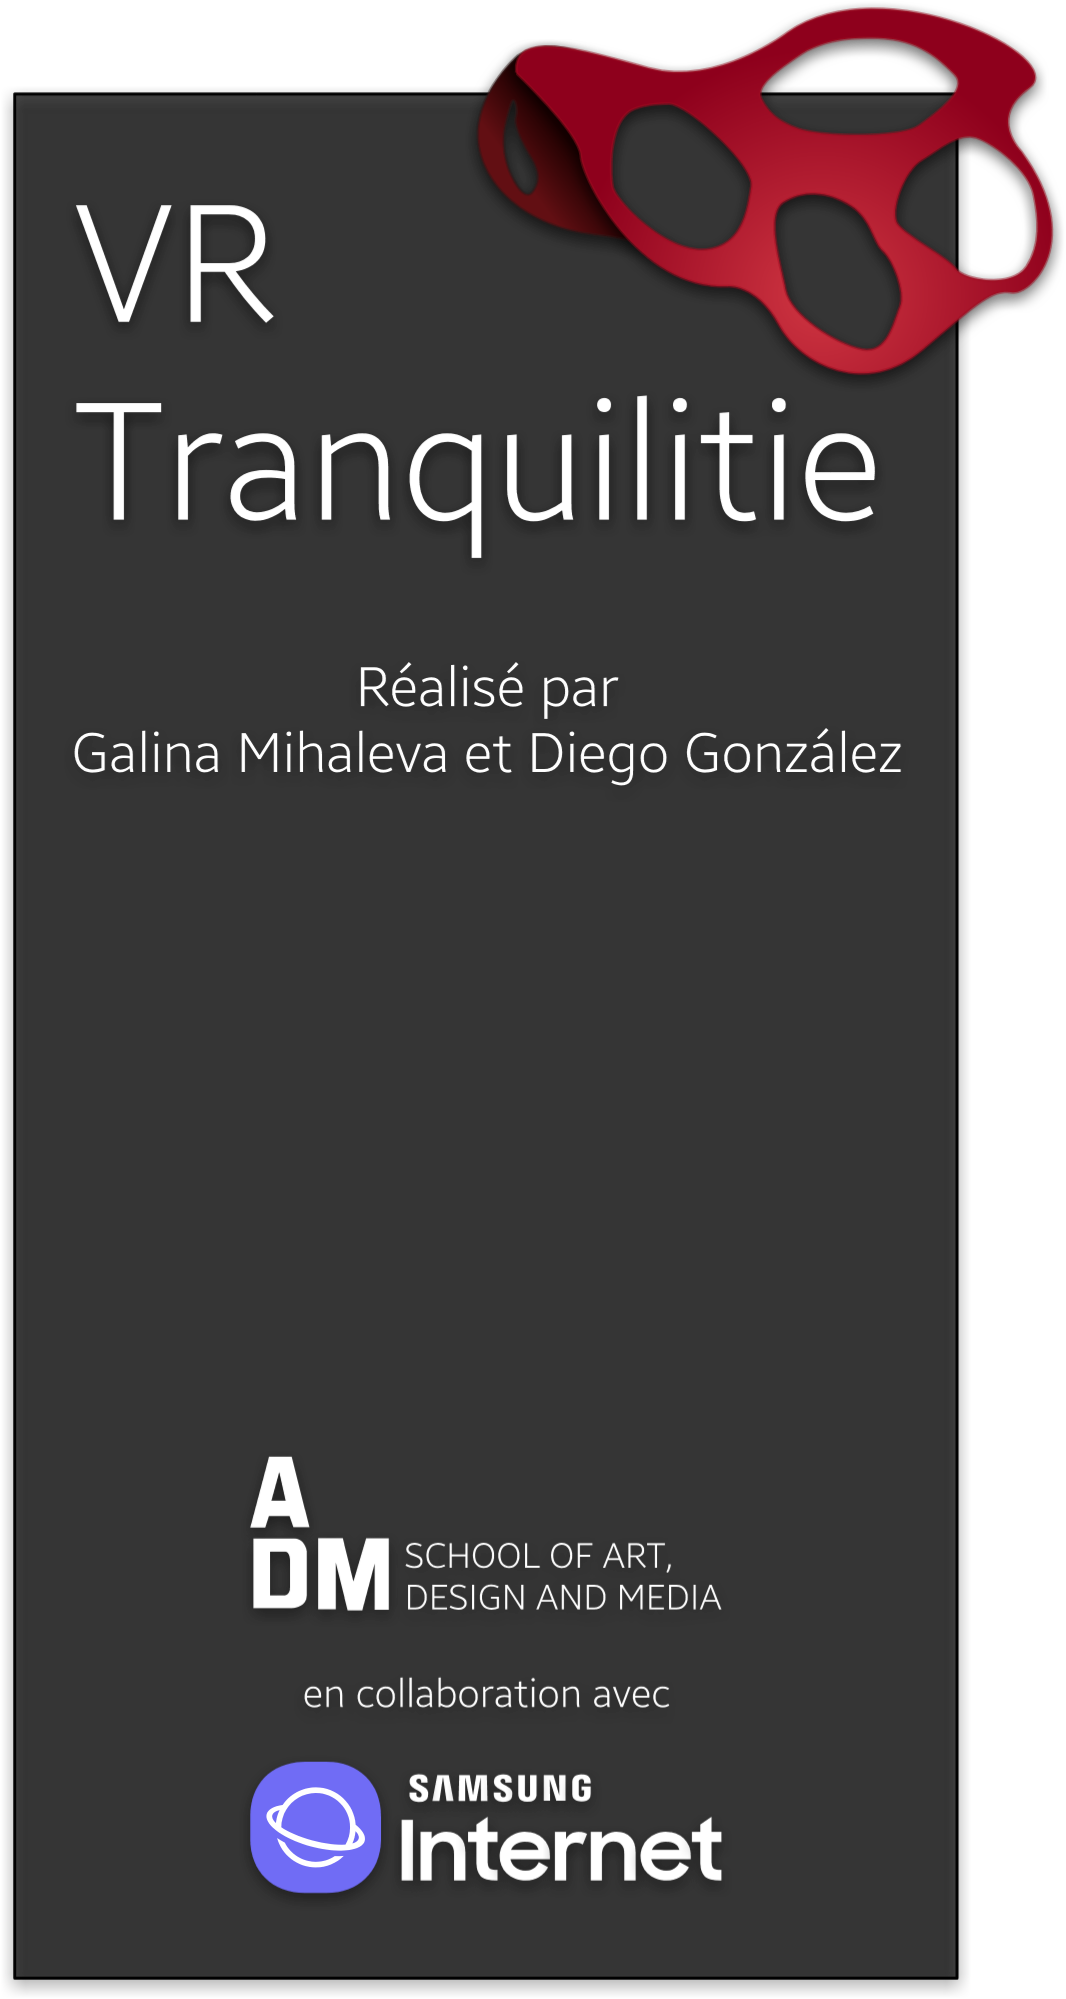 VR
Tranquilitie
Réalisé par
Galina Mihaleva et Diego González
A
DM
SCHOOL OF ART,
DESIGN AND MEDIA
en collaboration avec
SAMSUNG
Internet